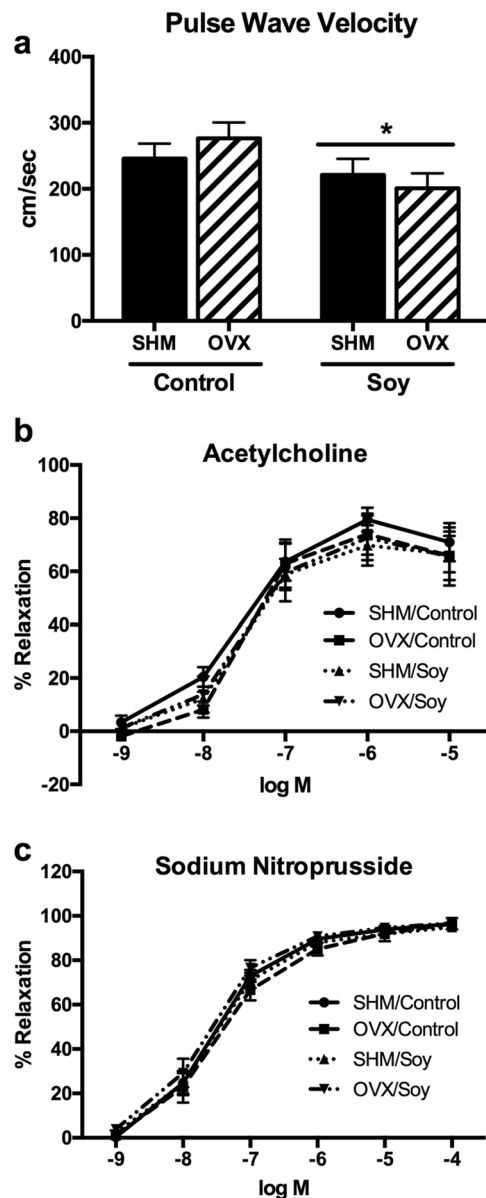 Pulse Wave Velocity
a
400
300
200
100
0
cm/sec
*
SHM OVX SHM OVX
Control Soy
b
Acetylcholine
100
80
60
40
20
0
-20
% Relaxation
SHM/Control
OVX/Control
SHM/Soy
OVX/Soy
-9 -8 -7 -6 -5
log M
c
Sodium Nitroprusside
120
100
80
60
40
20
0
% Relaxation
SHM/Control
OVX/Control
SHM/Soy
OVX/Soy
-9 -8 -7 -6 -5 -4
log M